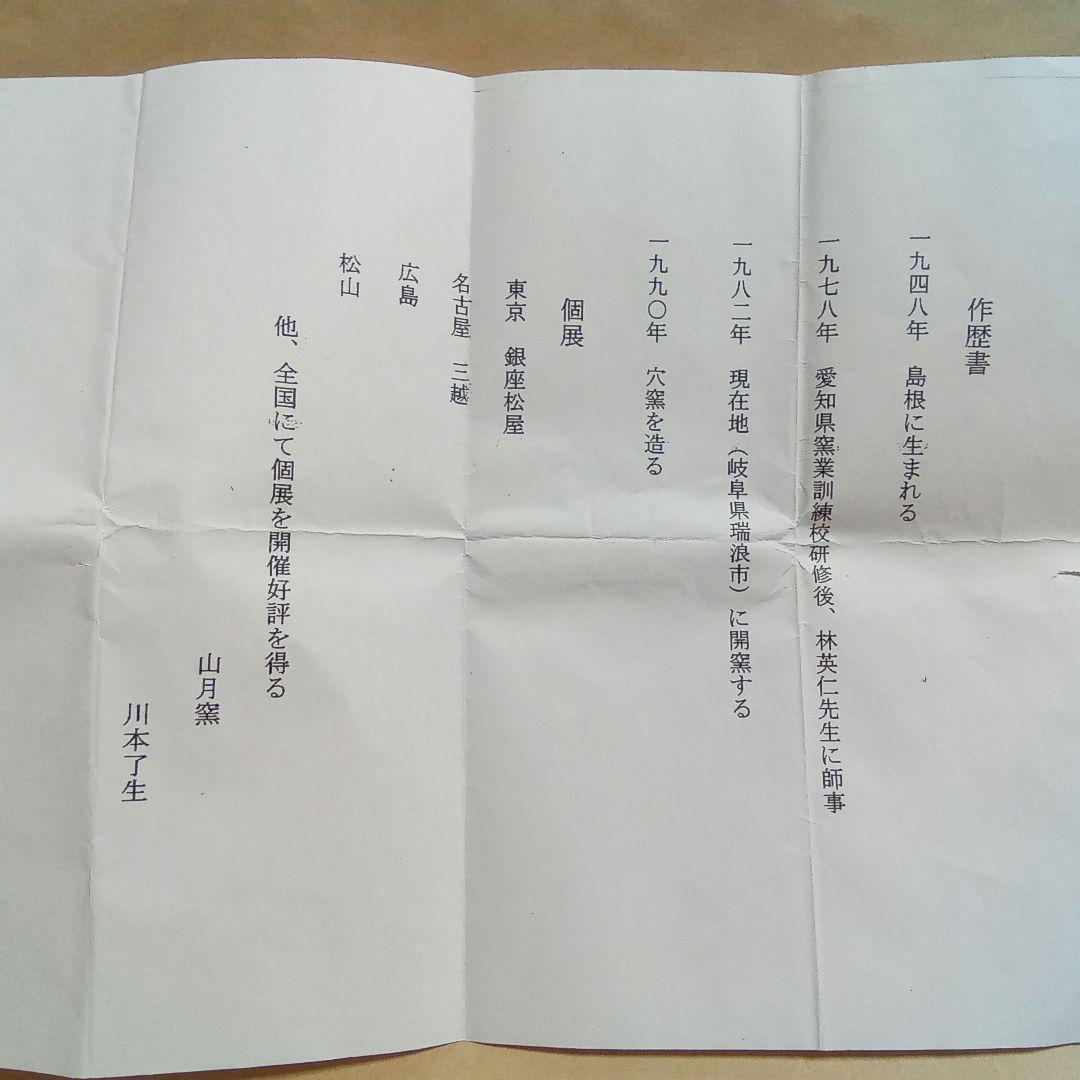 作歴書
一九四八年 島根に生まれる
一九七八年 愛知県窯業訓練校研修後、林英仁先生に師事
一九八二年 現在地(岐阜県瑞浪市)に開窯する
一九九〇年 穴窯を造る
個展
東京 銀座松屋
名古屋 三越
広島
松山
他、全国にて個展を開催好評を得る
山月窯
川本了生